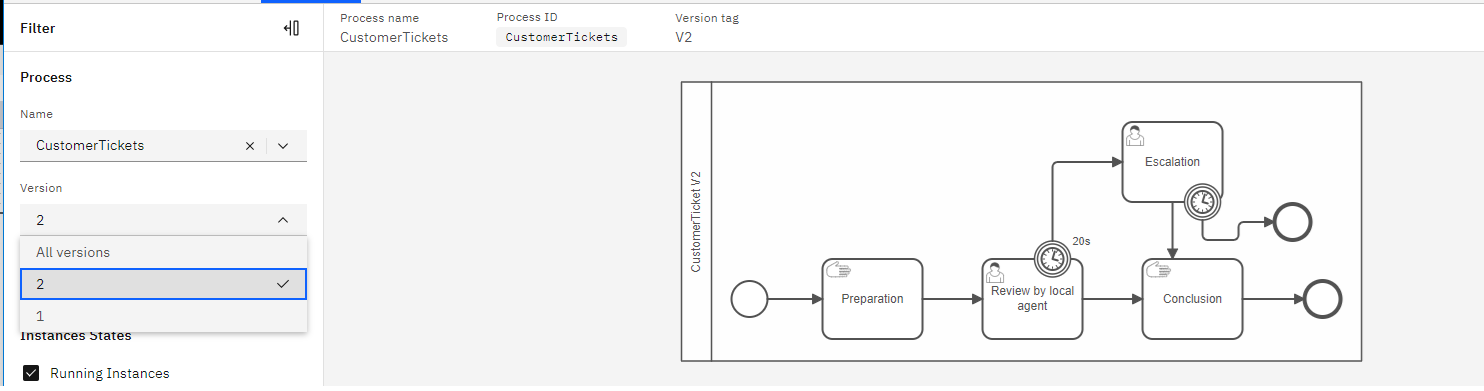 Filter
Process name
CustomerTickets
Process ID
CustomerTickets
Version tag
V2
Process
Name
CustomerTickets
Version
2
All versions
2
1
Instances States
Running Instances
CustomerTicket V2
Preparation
Review by local
agent
20s
Escalation
Conclusion